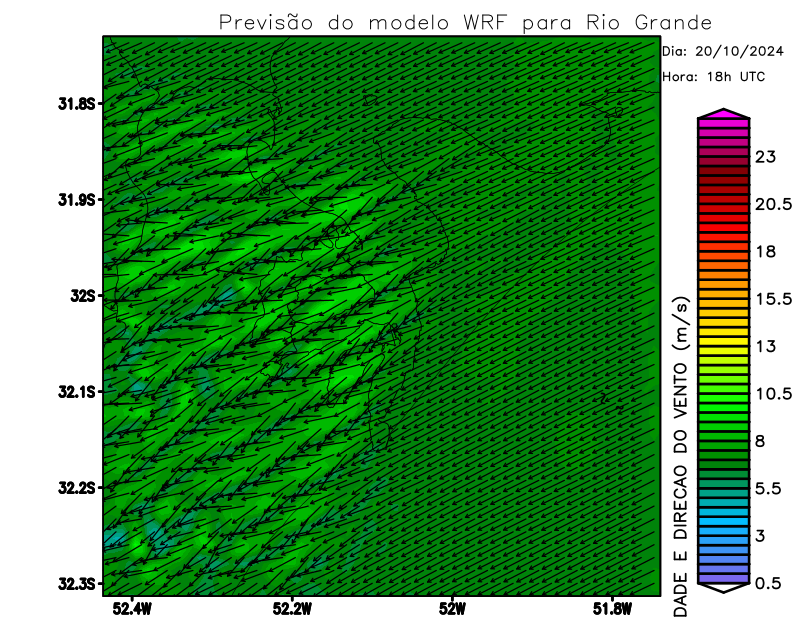 Previsão do modelo WRF para Rio Grande
Dia: 20/10/2024
Hora: 18h UTC
31.8S
31.9S
32S
32.1S
32.2S
32.3S
52.4W
52.2W
52W
51.8W
23
20.5
18
15.5
13
10.5
8
5.5
3
0.5
DADE E DIRECAO DO VENTO (m/s)